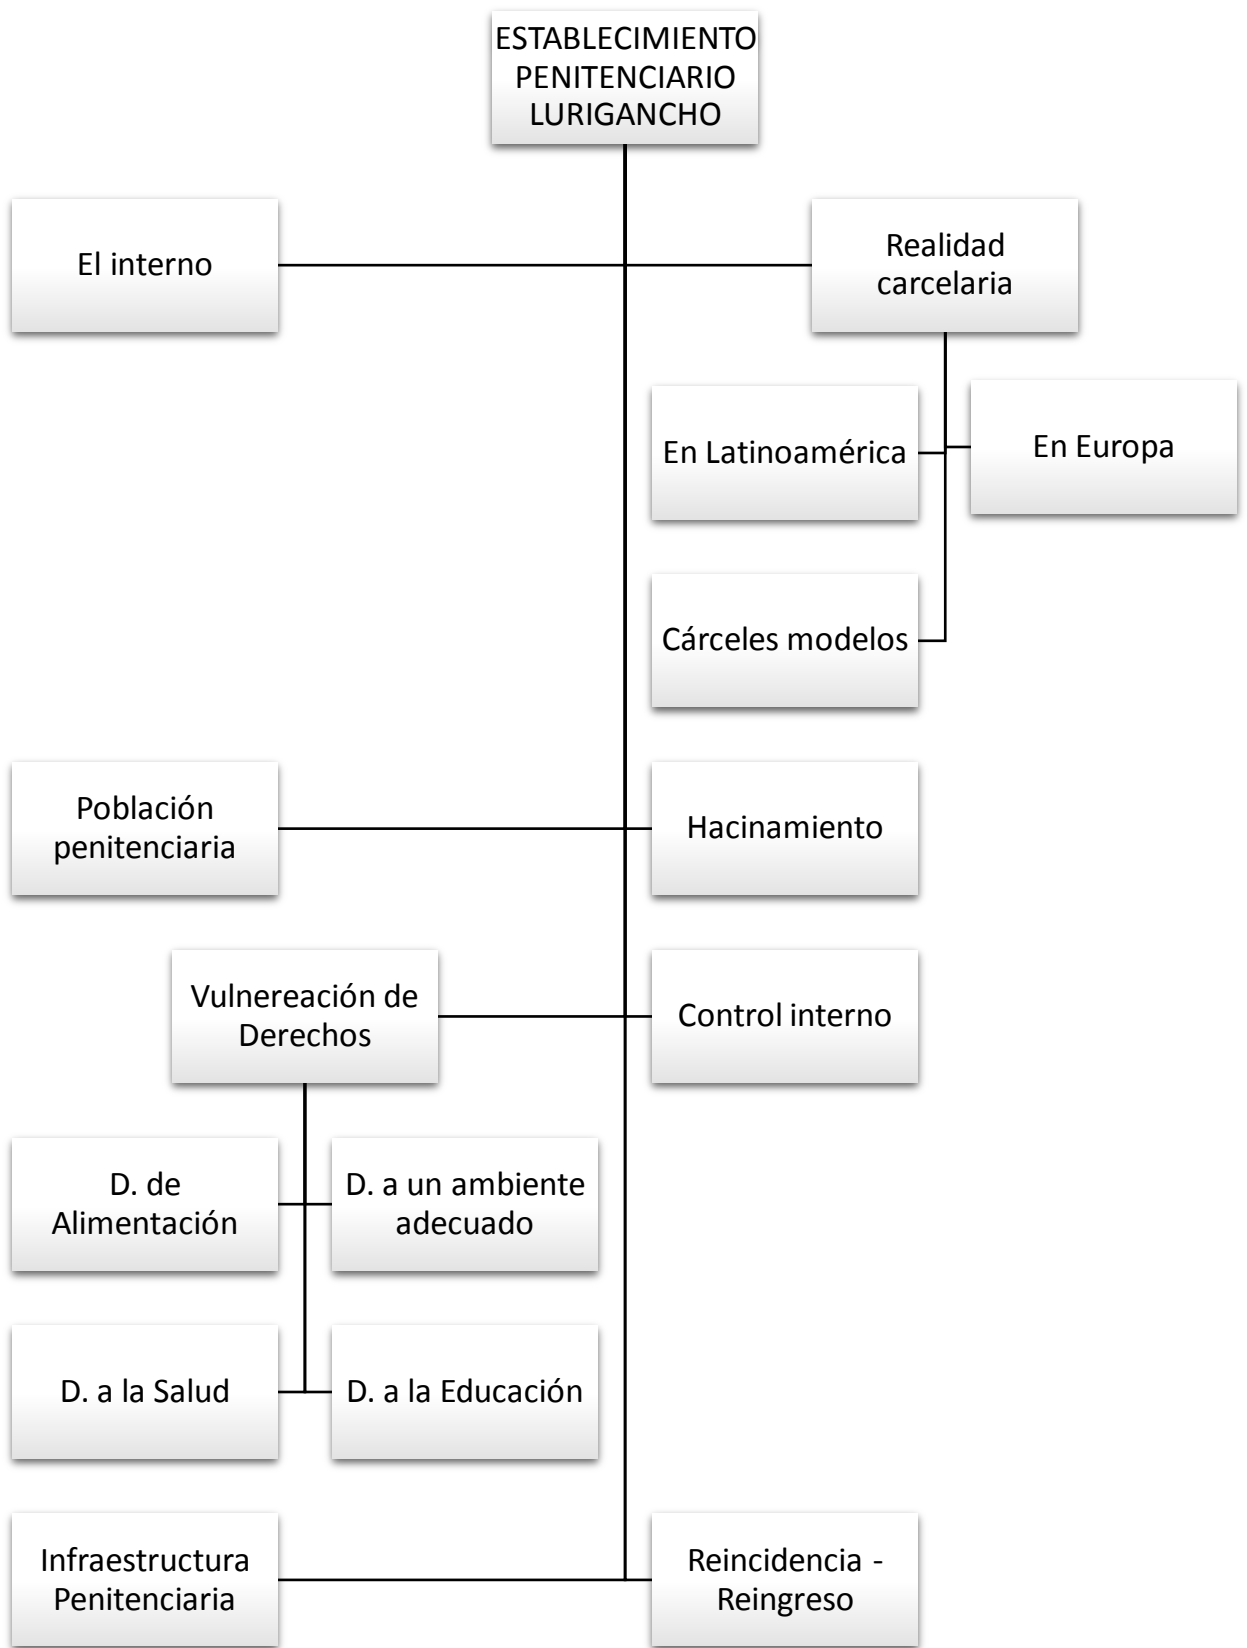 ESTABLECIMIENTO
PENITENCIARIO
LURIGANCHO
El interno
Realidad
carcelaria
En Latinoamérica
En Europa
Cárceles modelos
Población
penitenciaria
Hacinamiento
Vulnereación de
Derechos
Control interno
D. de
Alimentación
D. a un ambiente
adecuado
D. a la Salud
D. a la Educación
Infraestructura
Penitenciaria
Reincidencia -
Reingreso